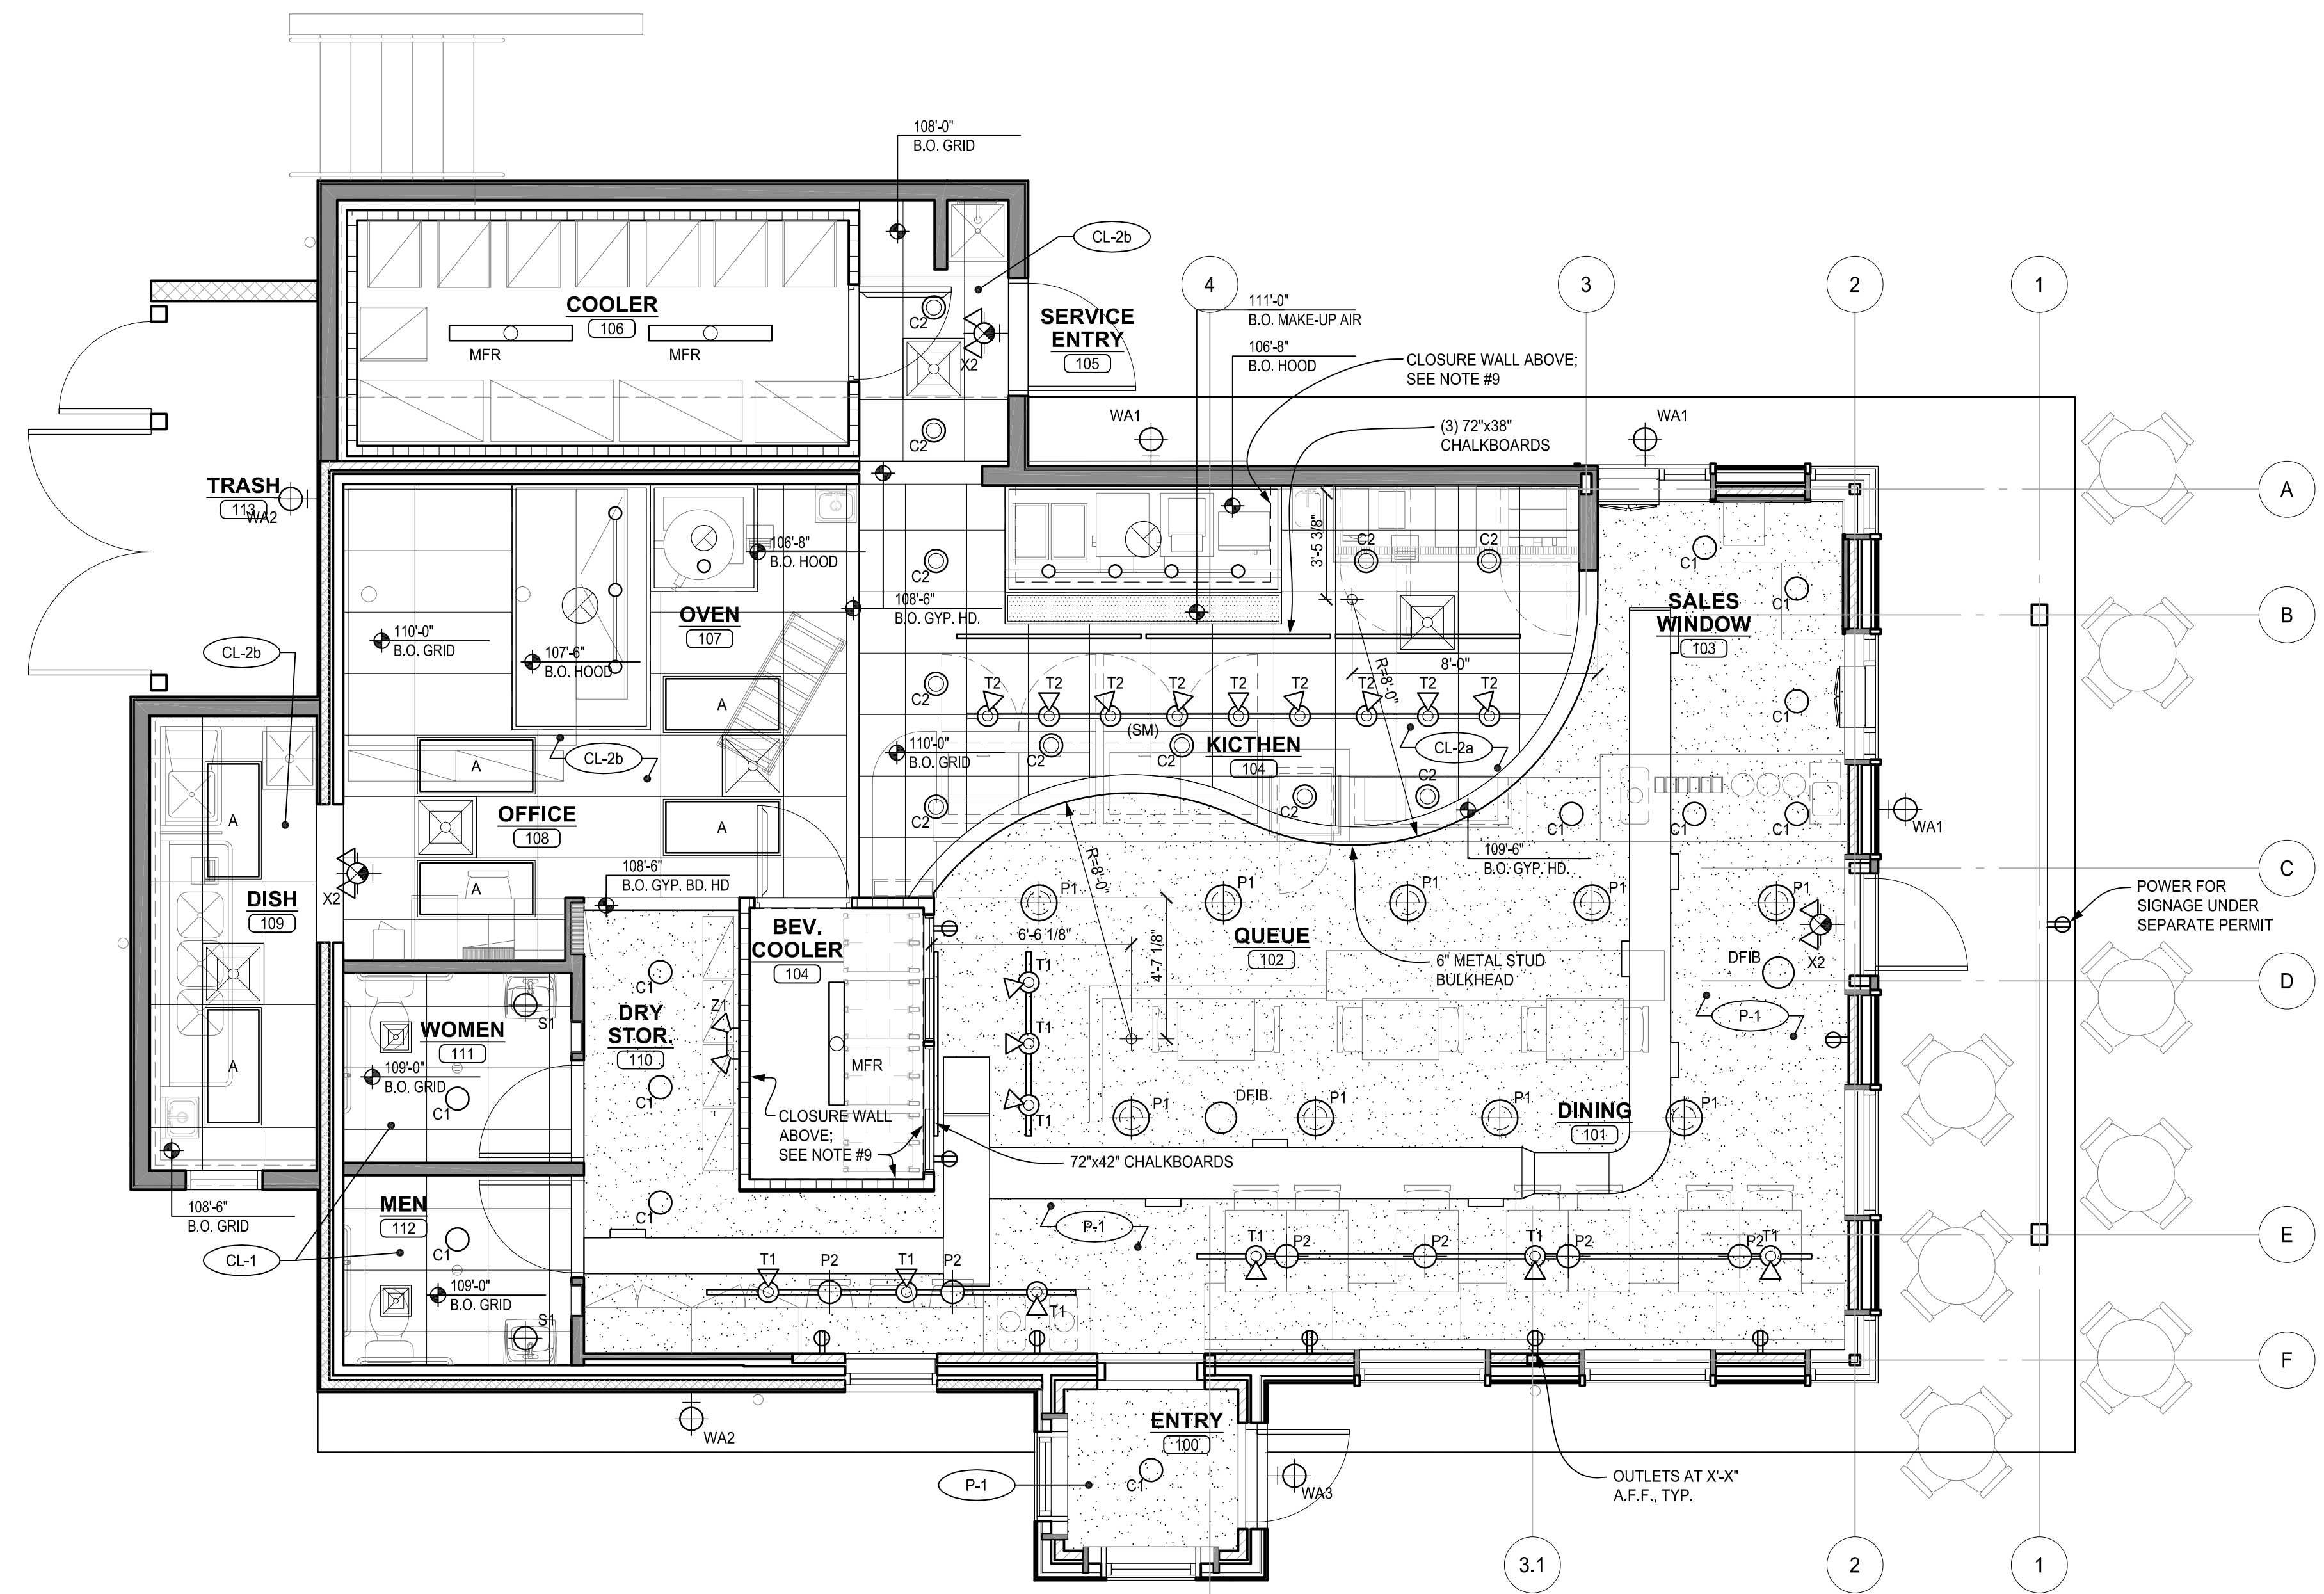 108'-0"
B.O. GRID
CL-2b
COOLER
106
MFR
MFR
C2
X2
C2
SERVICE
ENTRY
105
4
3
2
1
111'-0"
B.O. MAKE-UP AIR
106'-8"
B.O. HOOD
CLOSURE WALL ABOVE;
SEE NOTE #9
(3) 72"x38"
CHALKBOARDS
WA1
WA1
TRASH
113
WA2
A
B
C
D
E
F
106'-8"
B.O. HOOD
OVEN
107
110'-0"
B.O. GRID
107'-6"
B.O. HOOD
108'-6"
B.O. GYP. HD.
C2
C2
C2
3'-5 3/8"
8'-0"
R=8'-0"
C1
C1
C1
SALES
WINDOW
103
CL-2b
CL-2b
A
A
A
A
A
A
C2
T2
T2
T2
T2
T2
T2
T2
T2
T2
(SM)
C2
C2
KICTHEN
104
CL-2a
110'-0"
B.O. GRID
C2
C2
C2
C1
C1
C1
WA1
OFFICE
108
X2
DISH
109
108'-6"
B.O. GYP. BD. HD
109'-6"
B.O. GYP. HD.
R=8'-0"
P1
P1
P1
P1
P1
X2
POWER FOR
SIGNAGE UNDER
SEPARATE PERMIT
BEV.
COOLER
104
MFR
6'-6 1/8"
4'-7 1/8"
QUEUE
102
6" METAL STUD
BULKHEAD
DFIB
P-1
T1
T1
T1
C1
C1
C1
DRY
STOR.
110
Z1
WOMEN
111
S1
109'-0"
B.O. GRID
C1
CLOSURE WALL
ABOVE;
SEE NOTE #9
72"x42" CHALKBOARDS
P1
DFIB
P1
P1
P1
DINING
101
108'-6"
B.O. GRID
CL-1
MEN
112
C1
109'-0"
B.O. GRID
S1
P-1
T1
P2
T1
P2
T1
T1
P2
P2
T1
P2
P2
T1
WA2
ENTRY
100
C1
P-1
WA3
OUTLETS AT X'-X"
A.F.F., TYP.
3.1
2
1